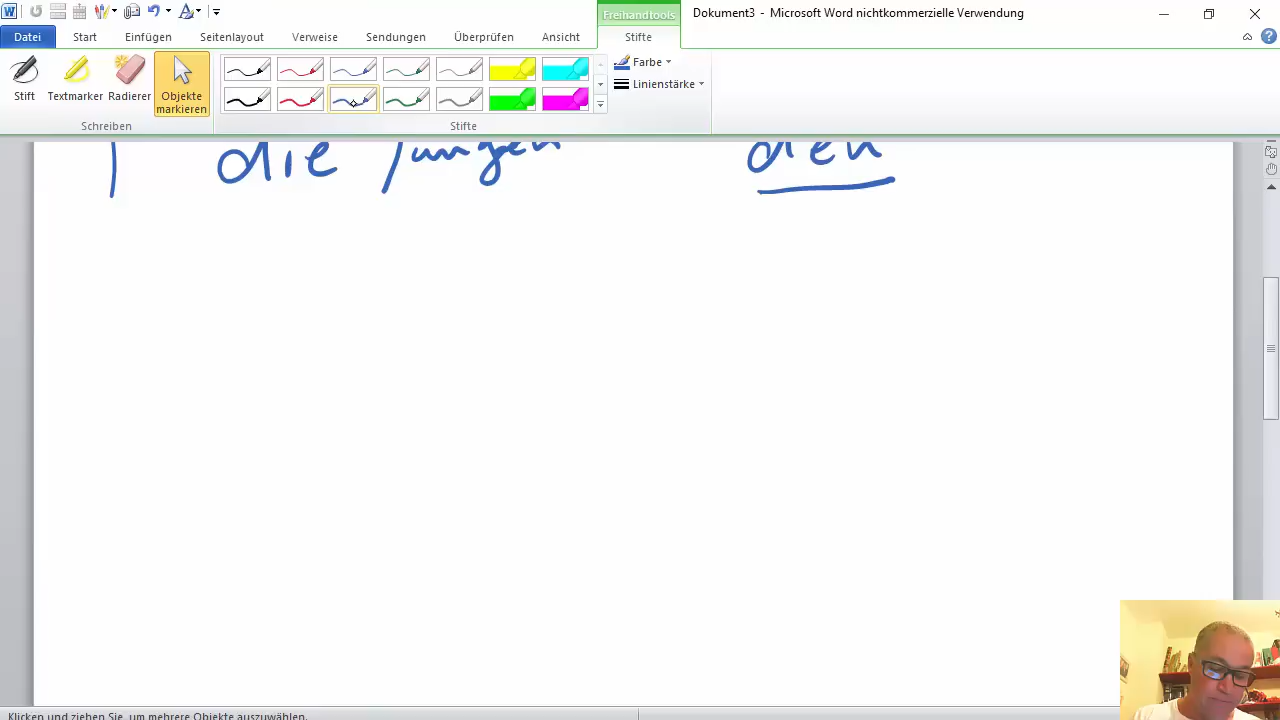 Freihandtools
Dokument3 - Microsoft Word nichtkommerzielle Verwendung
Datei Start Einfügen Seitenlayout Verweise Sendungen Überprüfen Ansicht Stifte
Stift Textmarker Radierer Objekte markieren
Farbe
Linienstärke
Schreiben Stifte
die Jungen den
Klicken und ziehen Sie, um mehrere Objekte auszuwählen.